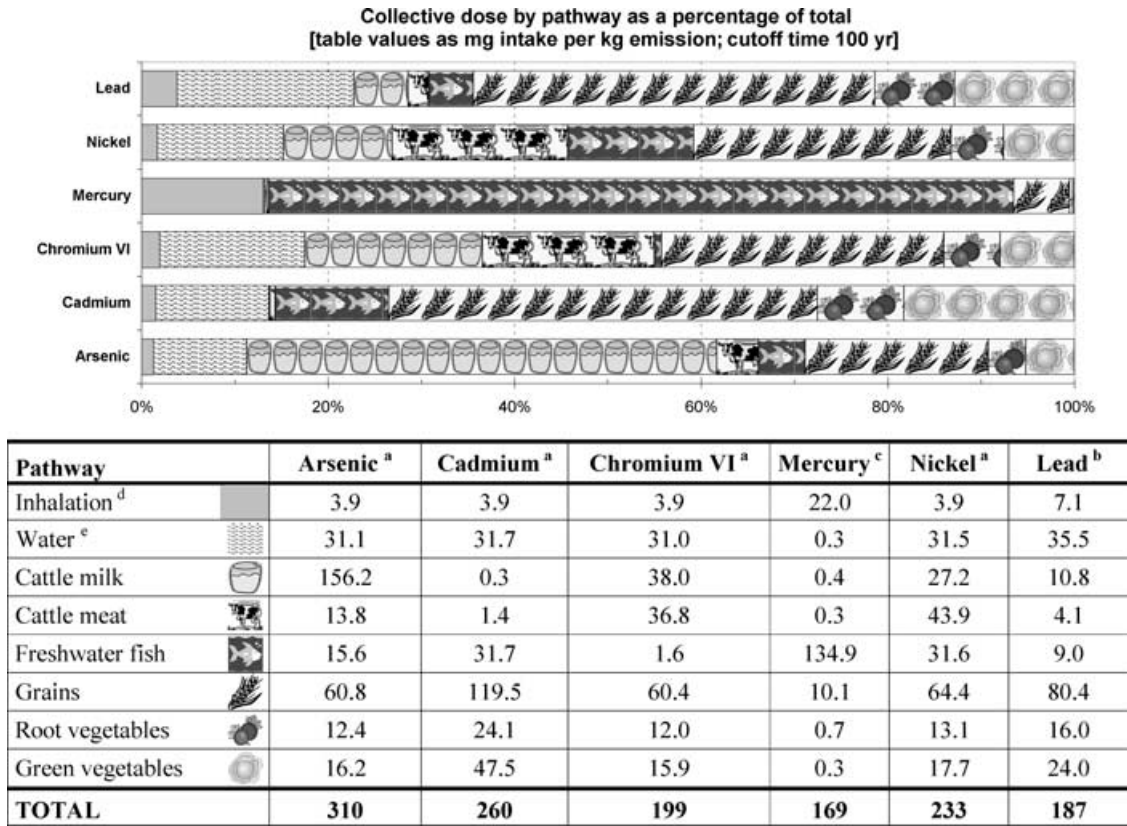 Collective dose by pathway as a percentage of total
[table values as mg intake per kg emission; cutoff time 100 yr]
Lead
Nickel
Mercury
Chromium VI
Cadmium
Arsenic
0% 20% 40% 60% 80% 100%
Pathway Arsenic a Cadmium a Chromium VI a Mercury c Nickel a Lead b
Inhalation d 3.9 3.9 3.9 22.0 3.9 7.1
Water e 31.1 31.7 31.0 0.3 31.5 35.5
Cattle milk 156.2 0.3 38.0 0.4 27.2 10.8
Cattle meat 13.8 1.4 36.8 0.3 43.9 4.1
Freshwater fish 15.6 31.7 1.6 134.9 31.6 9.0
Grains 60.8 119.5 60.4 10.1 64.4 80.4
Root vegetables 12.4 24.1 12.0 0.7 13.1 16.0
Green vegetables 16.2 47.5 15.9 0.3 17.7 24.0
TOTAL 310 260 199 169 233 187